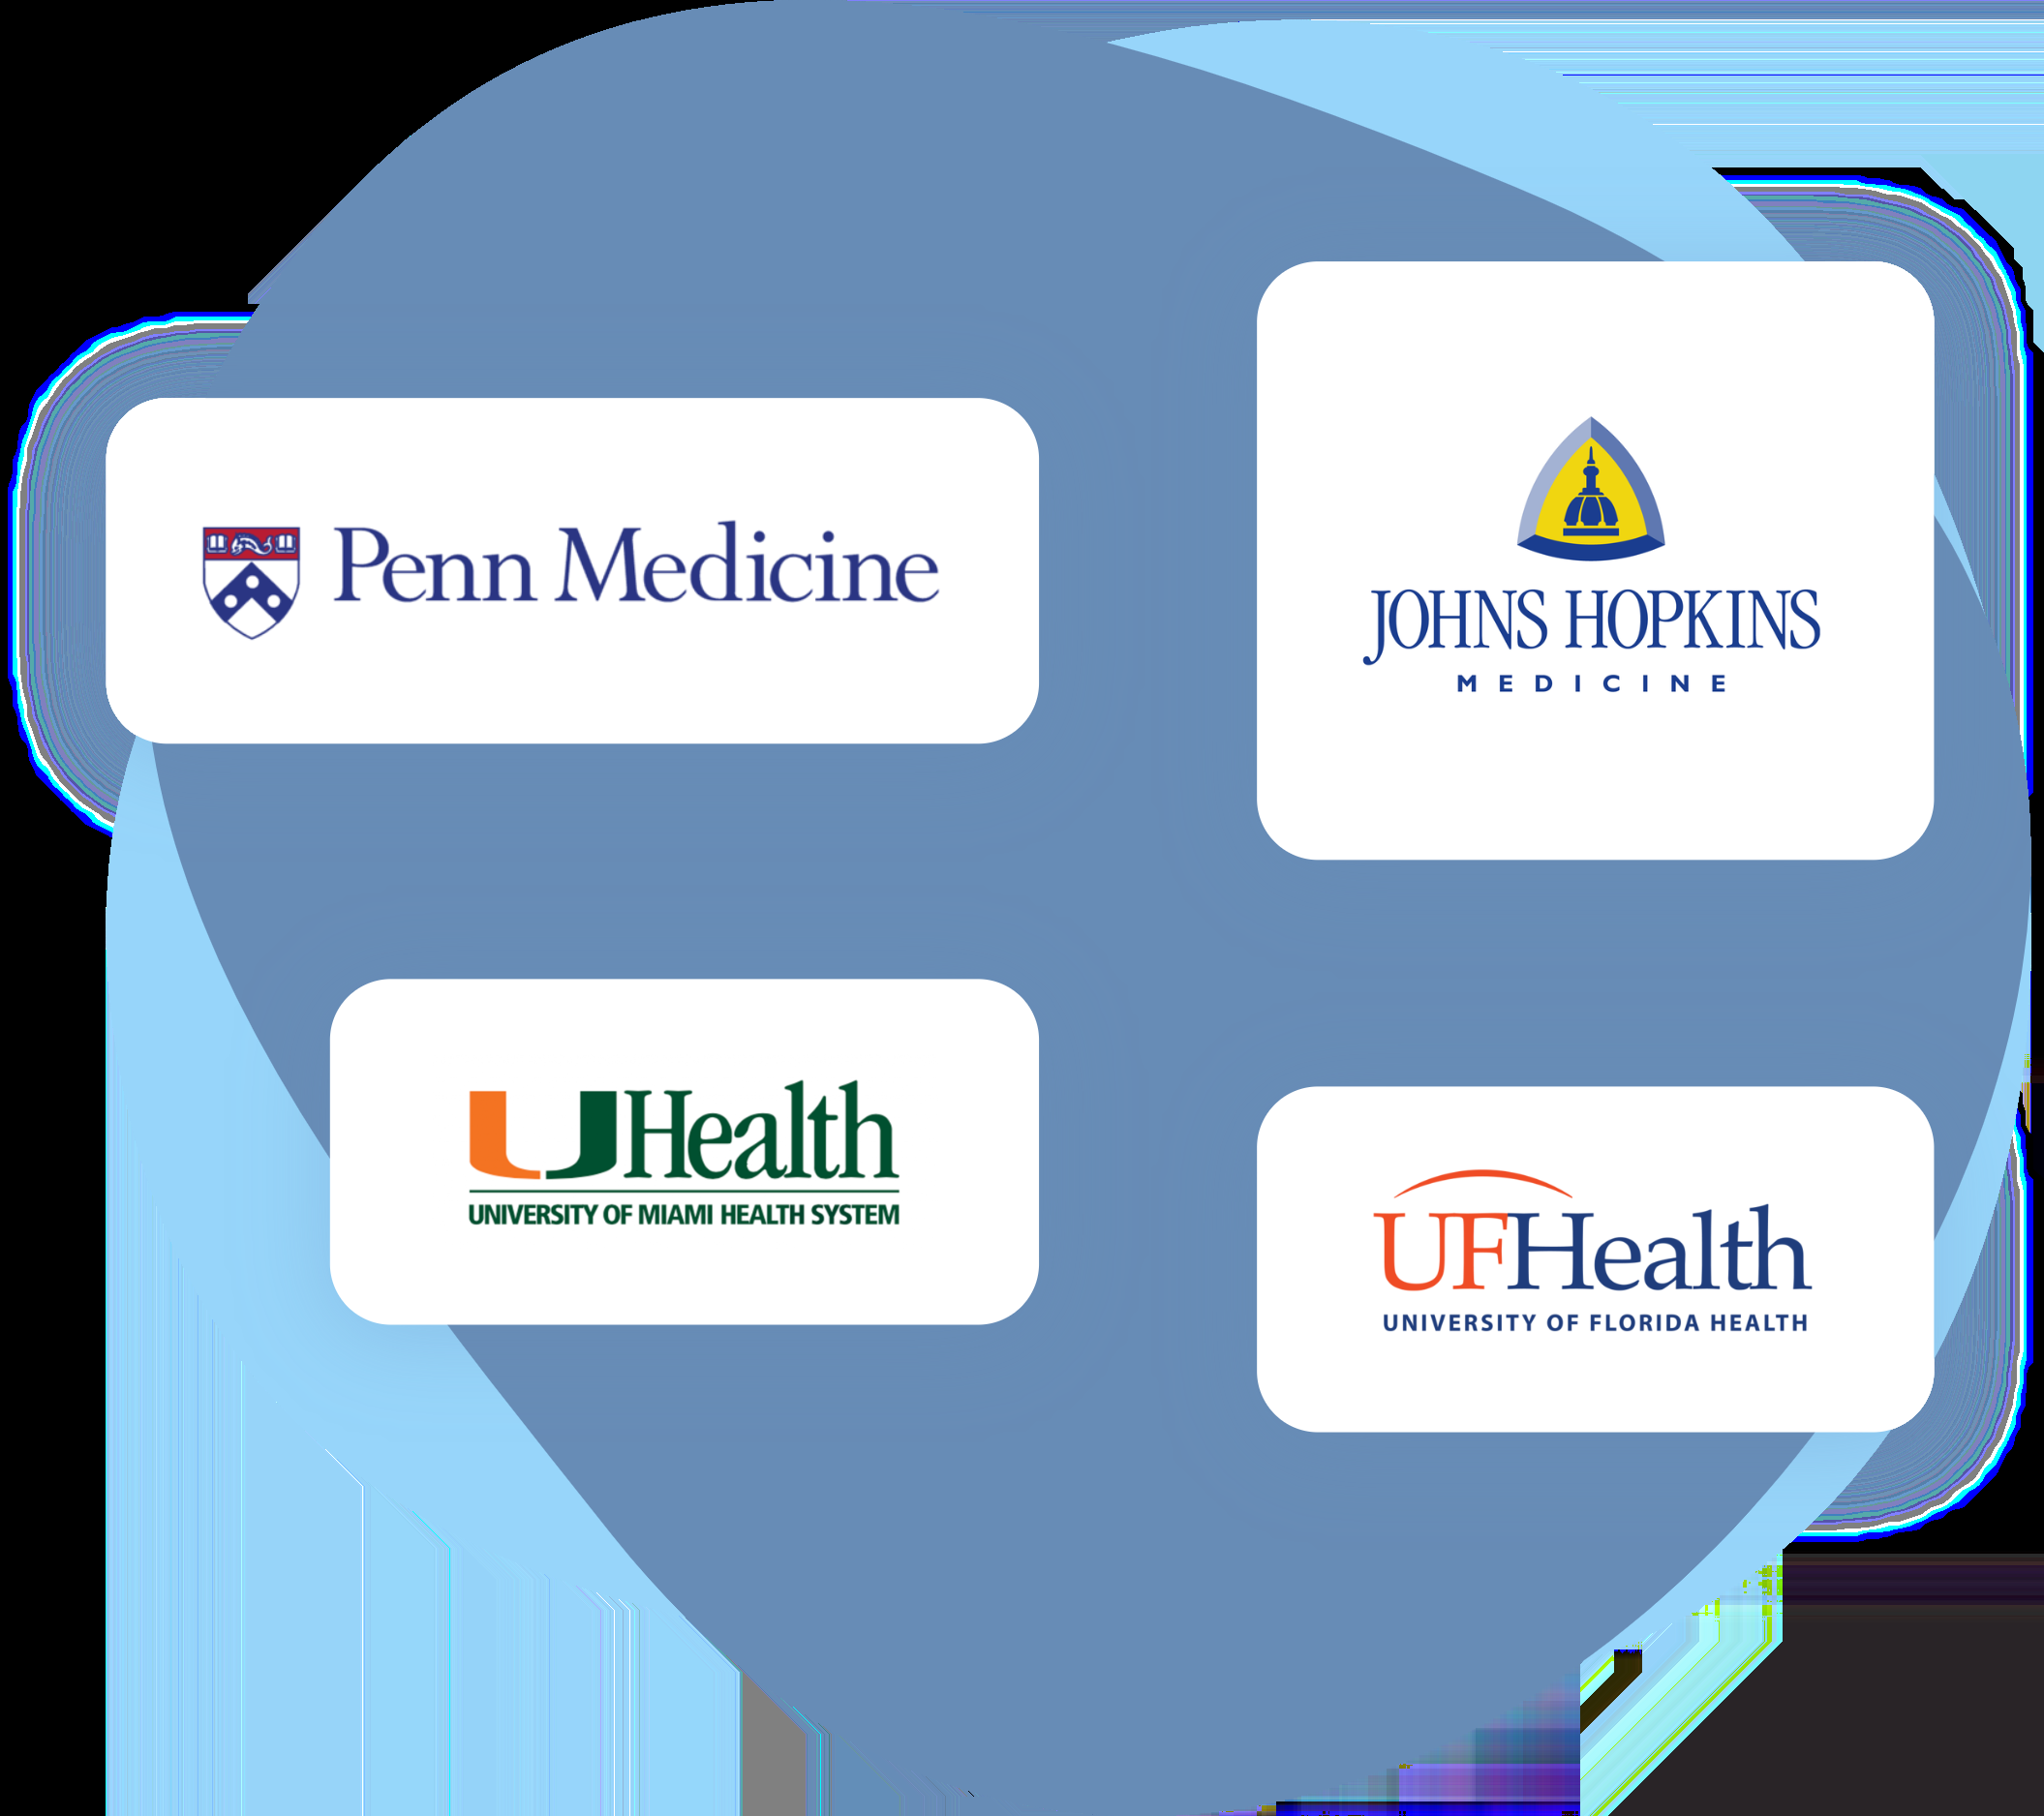 Penn Medicine
JOHNS HOPKINS
MEDICINE
UHealth
UNIVERSITY OF MIAMI HEALTH SYSTEM
UFHealth
UNIVERSITY OF FLORIDA HEALTH